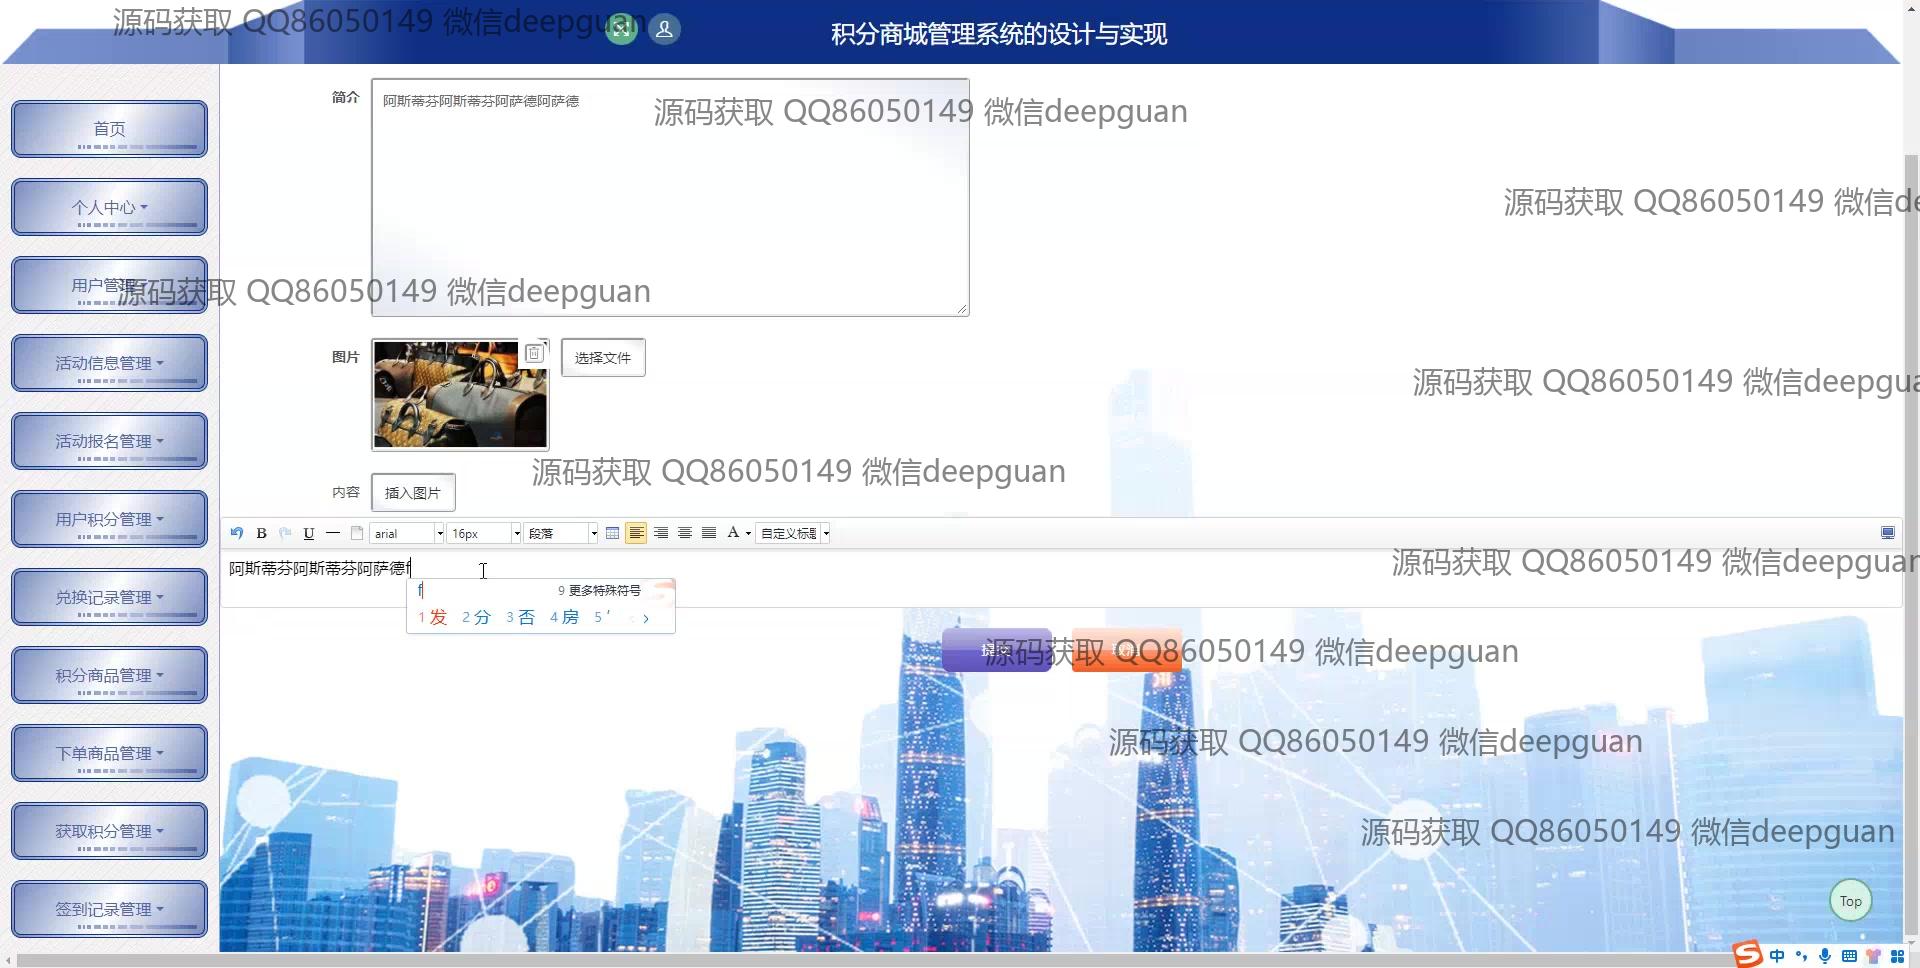 源码获取 QQ86050149 微信deepguan
积分商城管理系统的设计与实现
首页
个人中心
用户管理
活动信息管理
活动报名管理
用户积分管理
兑换记录管理
积分商品管理
下单商品管理
获取积分管理
签到记录管理
简介
阿斯蒂芬阿斯蒂芬阿萨德阿萨德
源码获取 QQ86050149 微信deepguan
源码获取 QQ86050149 微信de
源码获取 QQ86050149 微信deepguan
图片
选择文件
源码获取 QQ86050149 微信deepgua
内容
插入图片
源码获取 QQ86050149 微信deepguan
B U arial 16px 段落 A 自定义标题
阿斯蒂芬阿斯蒂芬阿萨德f
源码获取 QQ86050149 微信deepguan
f 9 更多特殊符号
1 发 2 分 3 否 4 房 5 '
提交
取消
源码获取 QQ86050149 微信deepguan
源码获取 QQ86050149 微信deepguan
源码获取 QQ86050149 微信deepguan
Top
S 中